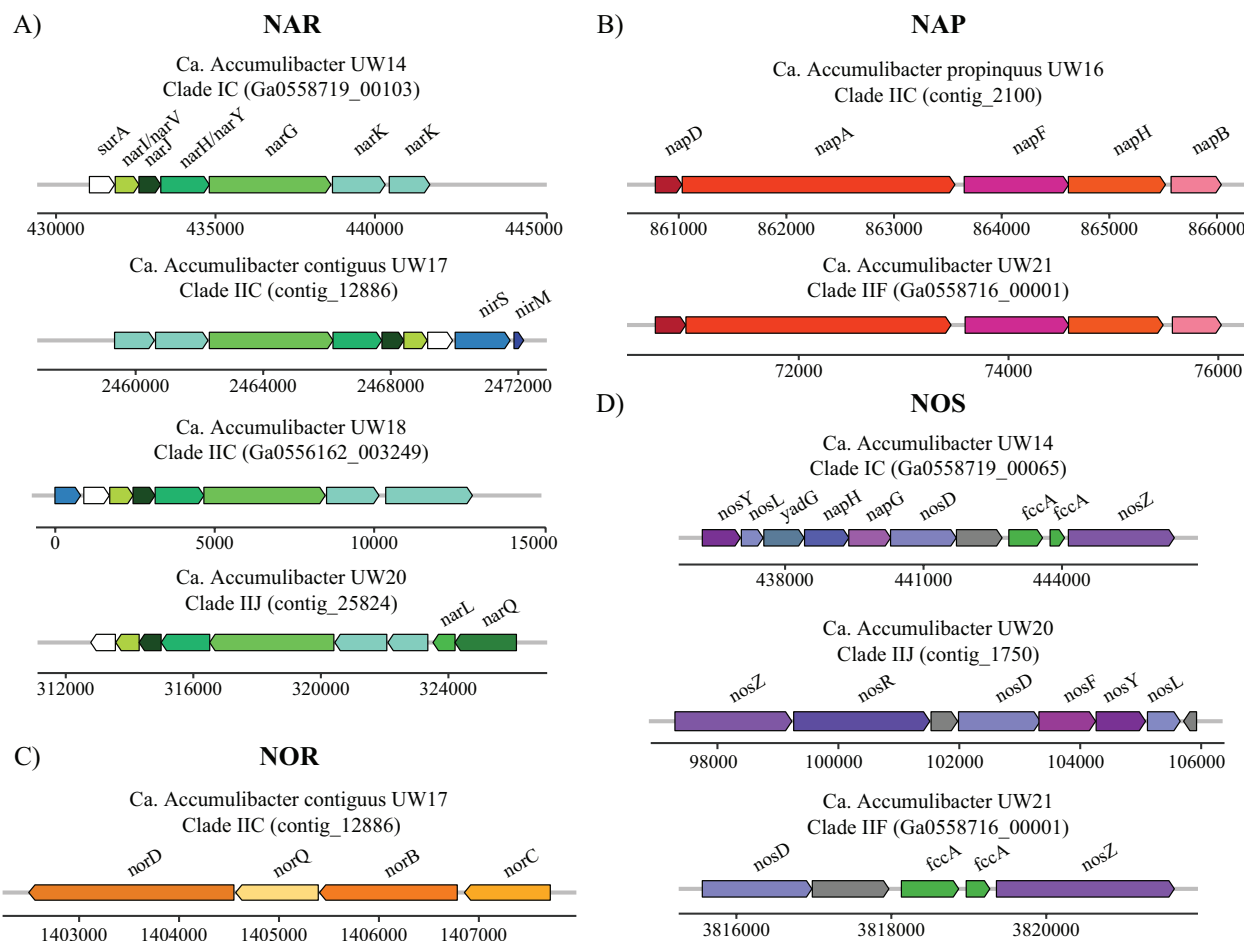 A)
NAR
Ca. Accumulibacter UW14
Clade IC (Ga0558719_00103)
surA narI/narV narJ narH/narY narG narK narK
430000 435000 440000 445000
Ca. Accumulibacter contiguus UW17
Clade IIC (contig_12886)
nirS nirM
2460000 2464000 2468000 2472000
Ca. Accumulibacter UW18
Clade IIC (Ga0556162_003249)
0 5000 10000 15000
Ca. Accumulibacter UW20
Clade IIJ (contig_25824)
narL narQ
312000 316000 320000 324000
B)
NAP
Ca. Accumulibacter propinquus UW16
Clade IIC (contig_2100)
napD napA napF napH napB
861000 862000 863000 864000 865000 866000
Ca. Accumulibacter UW21
Clade IIF (Ga0558716_00001)
72000 74000 76000
C)
NOR
Ca. Accumulibacter contiguus UW17
Clade IIC (contig_12886)
norD norQ norB norC
1403000 1404000 1405000 1406000 1407000
D)
NOS
Ca. Accumulibacter UW14
Clade IC (Ga0558719_00065)
nosY nosL yadG napH napG nosD fccA fccA nosZ
438000 441000 444000
Ca. Accumulibacter UW20
Clade IIJ (contig_1750)
nosZ nosR nosD nosF nosY nosL
98000 100000 102000 104000 106000
Ca. Accumulibacter UW21
Clade IIF (Ga0558716_00001)
nosD fccA fccA nosZ
3816000 3818000 3820000